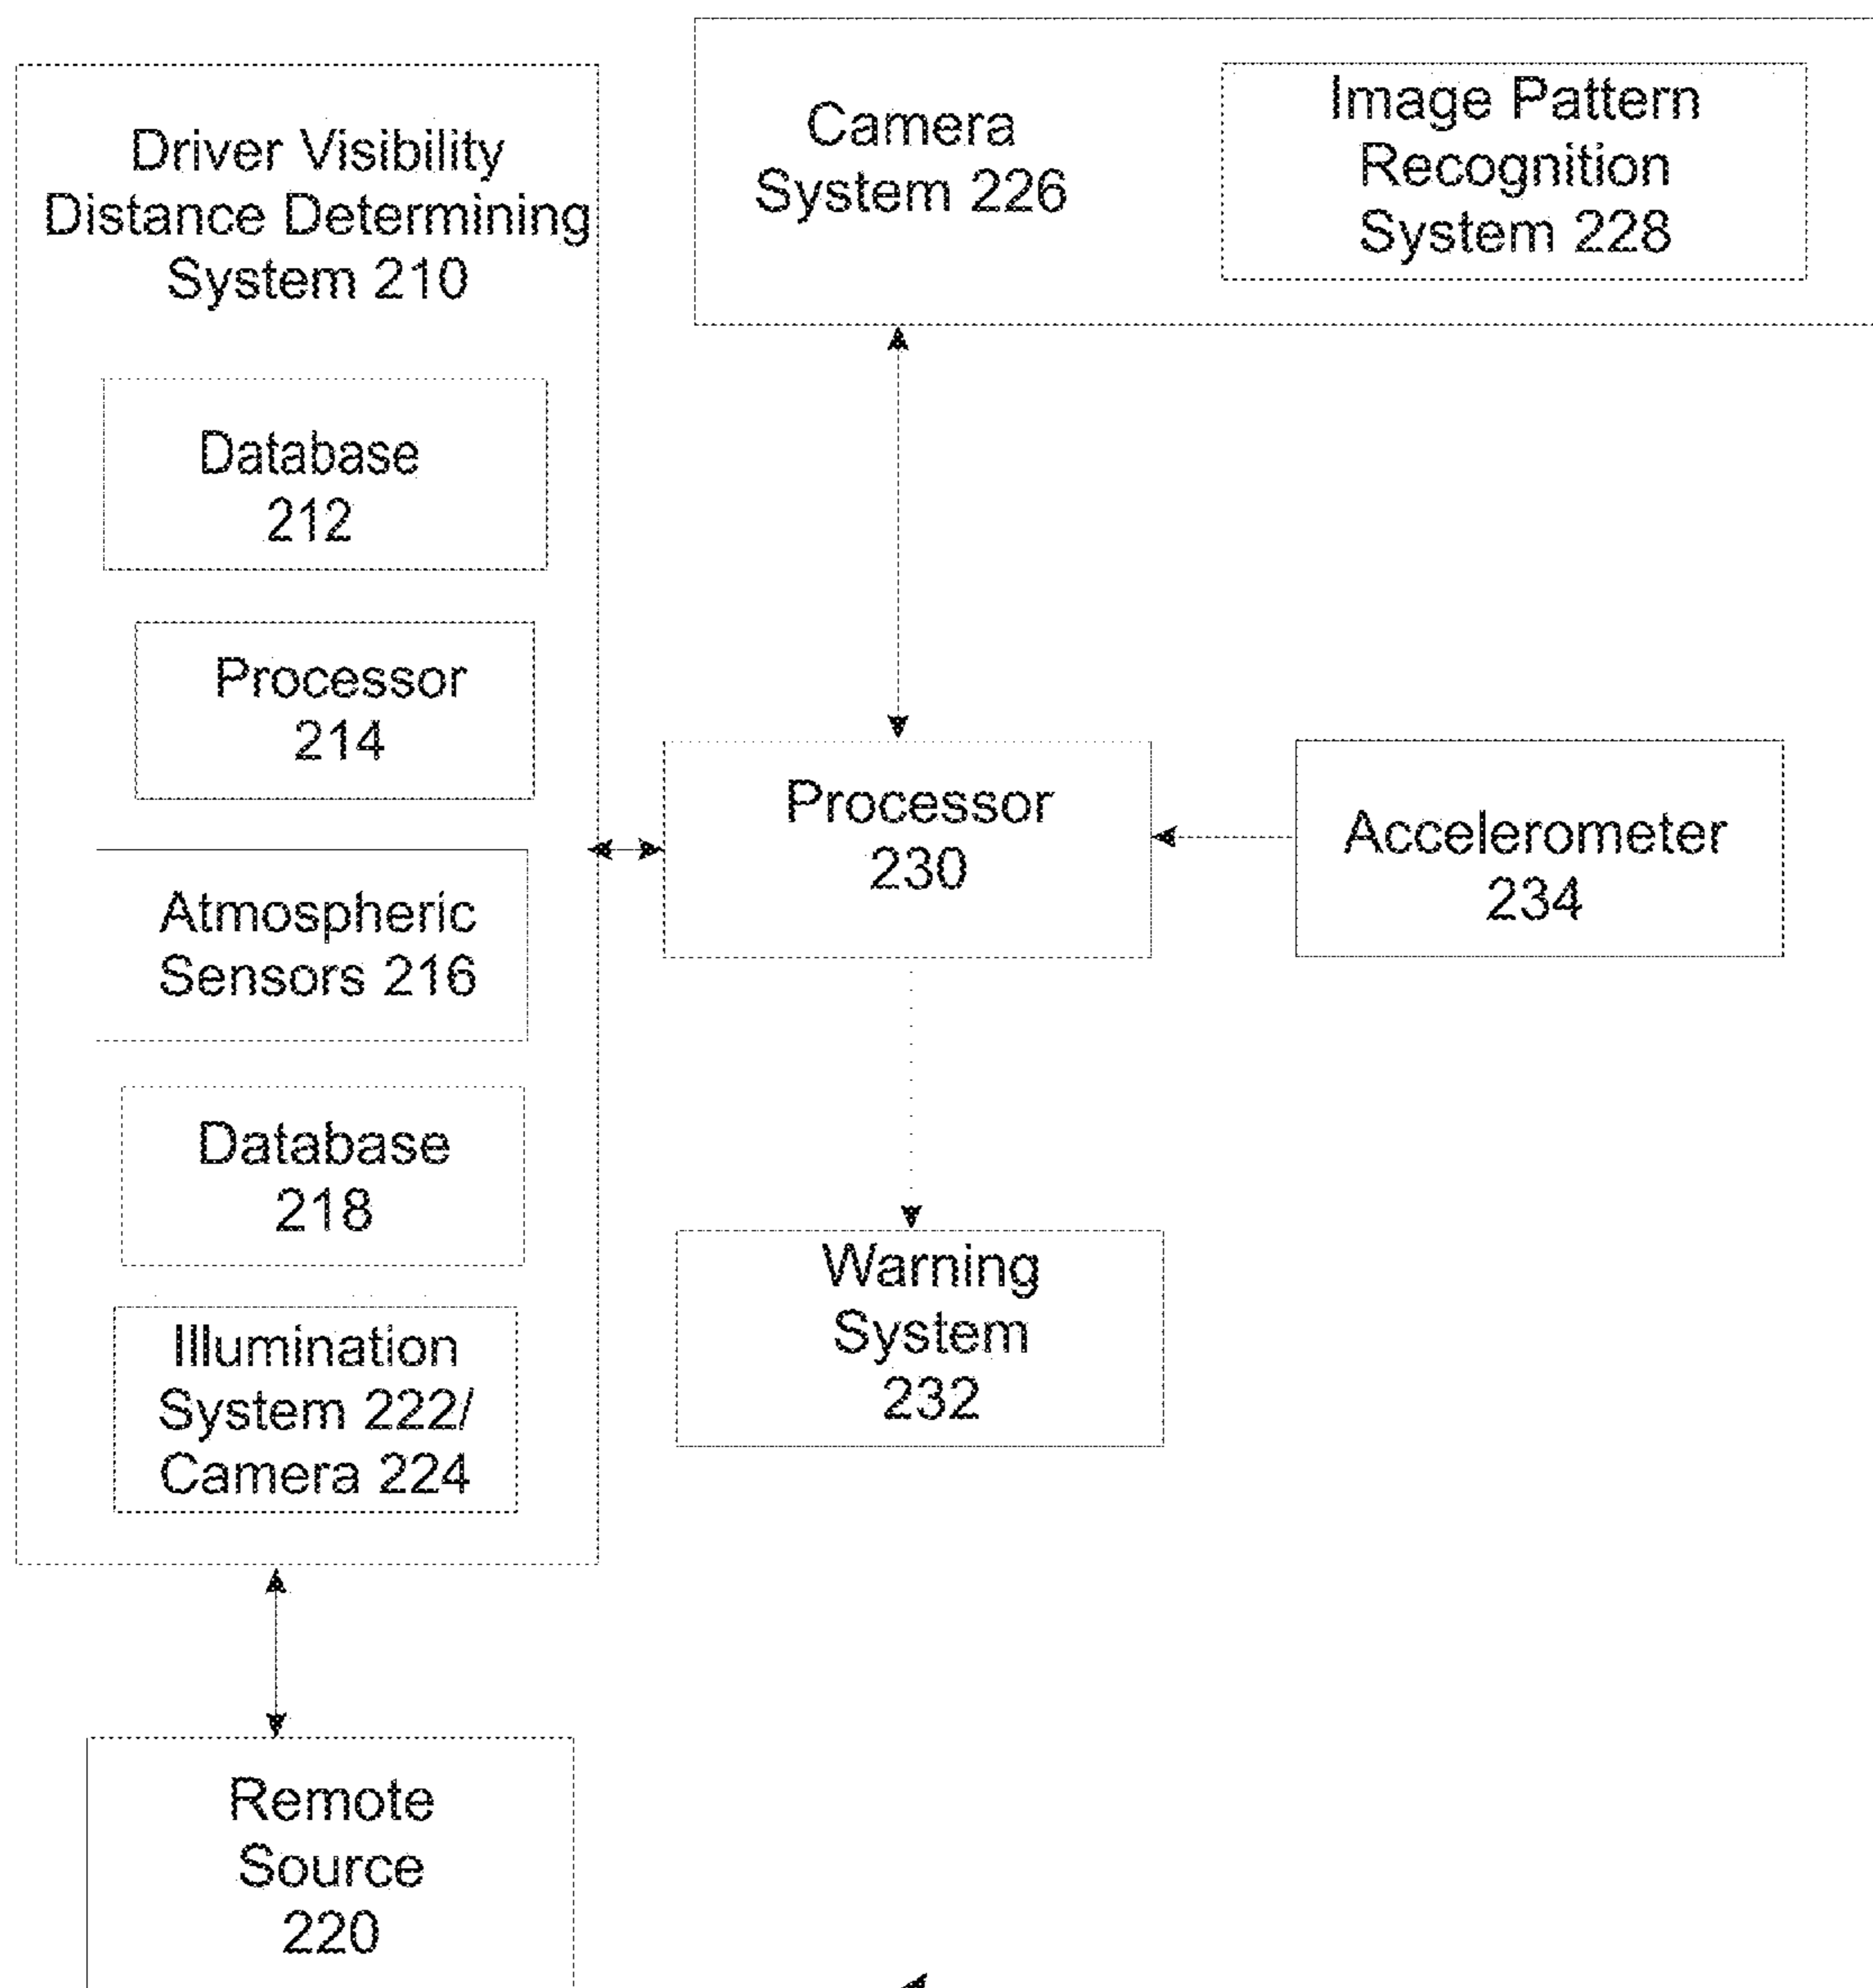 Driver Visibility
Distance Determining
System 210
Database
212
Processor
214
Atmospheric
Sensors 216
Database
218
Illumination
System 222/
Camera 224
Remote
Source
220
Camera
System 226
Image Pattern
Recognition
System 228
Processor
230
Accelerometer
234
Warning
System
232